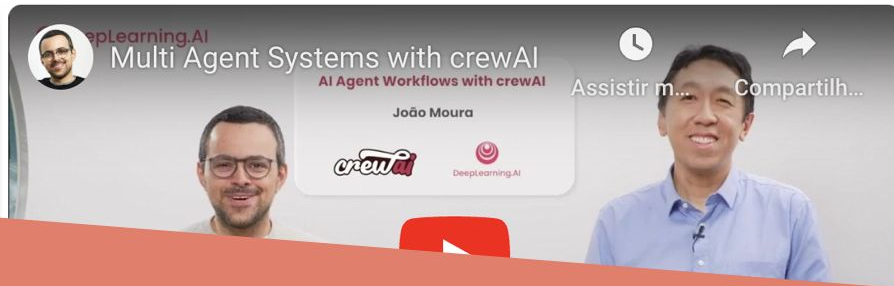 DeepLearning.AI
Multi Agent Systems with crewAI
AI Agent Workflows with crewAI
João Moura
crewai
DeepLearning.AI
Assistir m...
Compartilh...